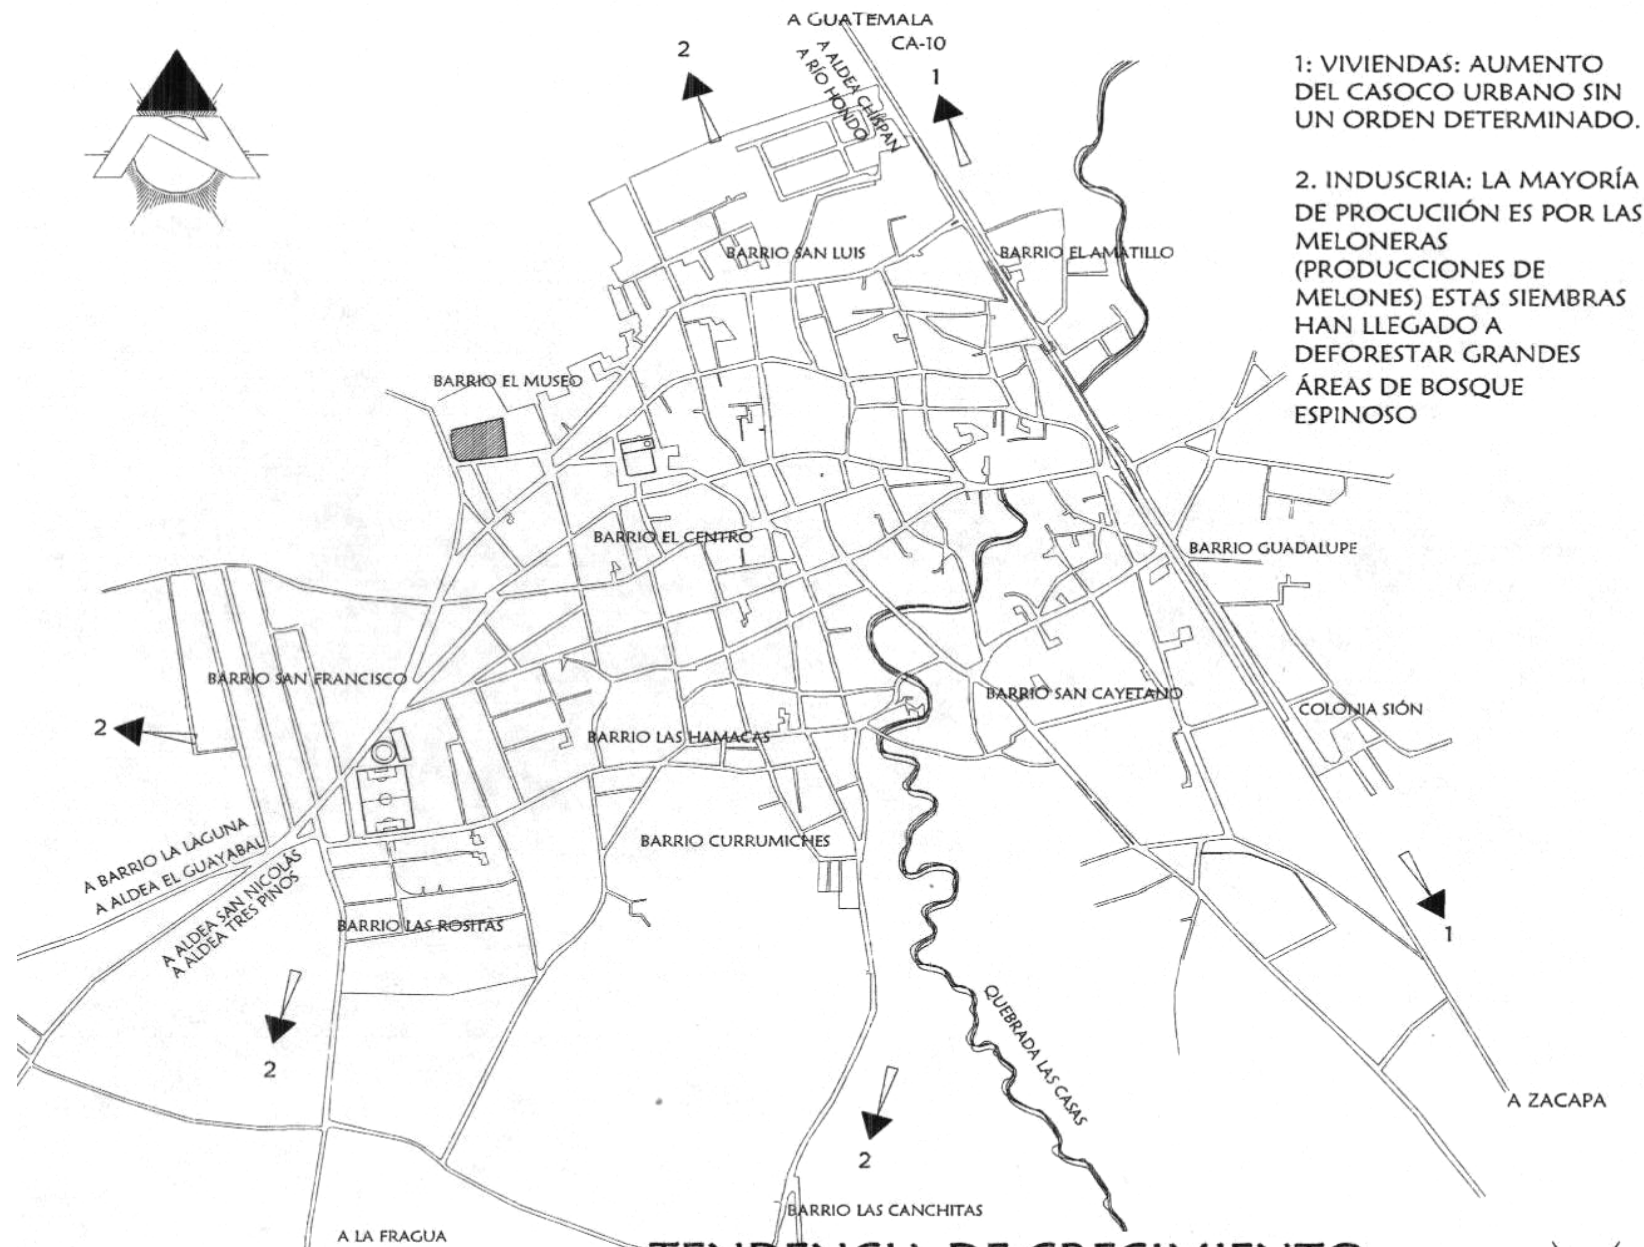 A GUATEMALA
CA-10
A ALDEA CHISPAN
A RÍO HONDO
2
1
1: VIVIENDAS: AUMENTO
DEL CASOCO URBANO SIN
UN ORDEN DETERMINADO.
2. INDUSCRIA: LA MAYORÍA
DE PROCUCIIÓN ES POR LAS
MELONERAS
(PRODUCCIONES DE
MELONES) ESTAS SIEMBRAS
HAN LLEGADO A
DEFORESTAR GRANDES
ÁREAS DE BOSQUE
ESPINOSO
N
BARRIO SAN LUIS
BARRIO EL AMATILLO
BARRIO EL MUSEO
BARRIO EL CENTRO
BARRIO GUADALUPE
BARRIO SAN FRANCISCO
BARRIO SAN CAYETANO
COLONIA SIÓN
2
BARRIO LAS HAMACAS
BARRIO CURRUMICHES
A BARRIO LA LAGUNA
A ALDEA EL GUAYABAL
A ALDEA SAN NICOLÁS
A ALDEA TRES PINOS
BARRIO LAS ROSITAS
1
2
QUEBRADA LAS CASAS
A ZACAPA
2
BARRIO LAS CANCHITAS
A LA FRAGUA
TENDENCIA DE CRECIMIENTO